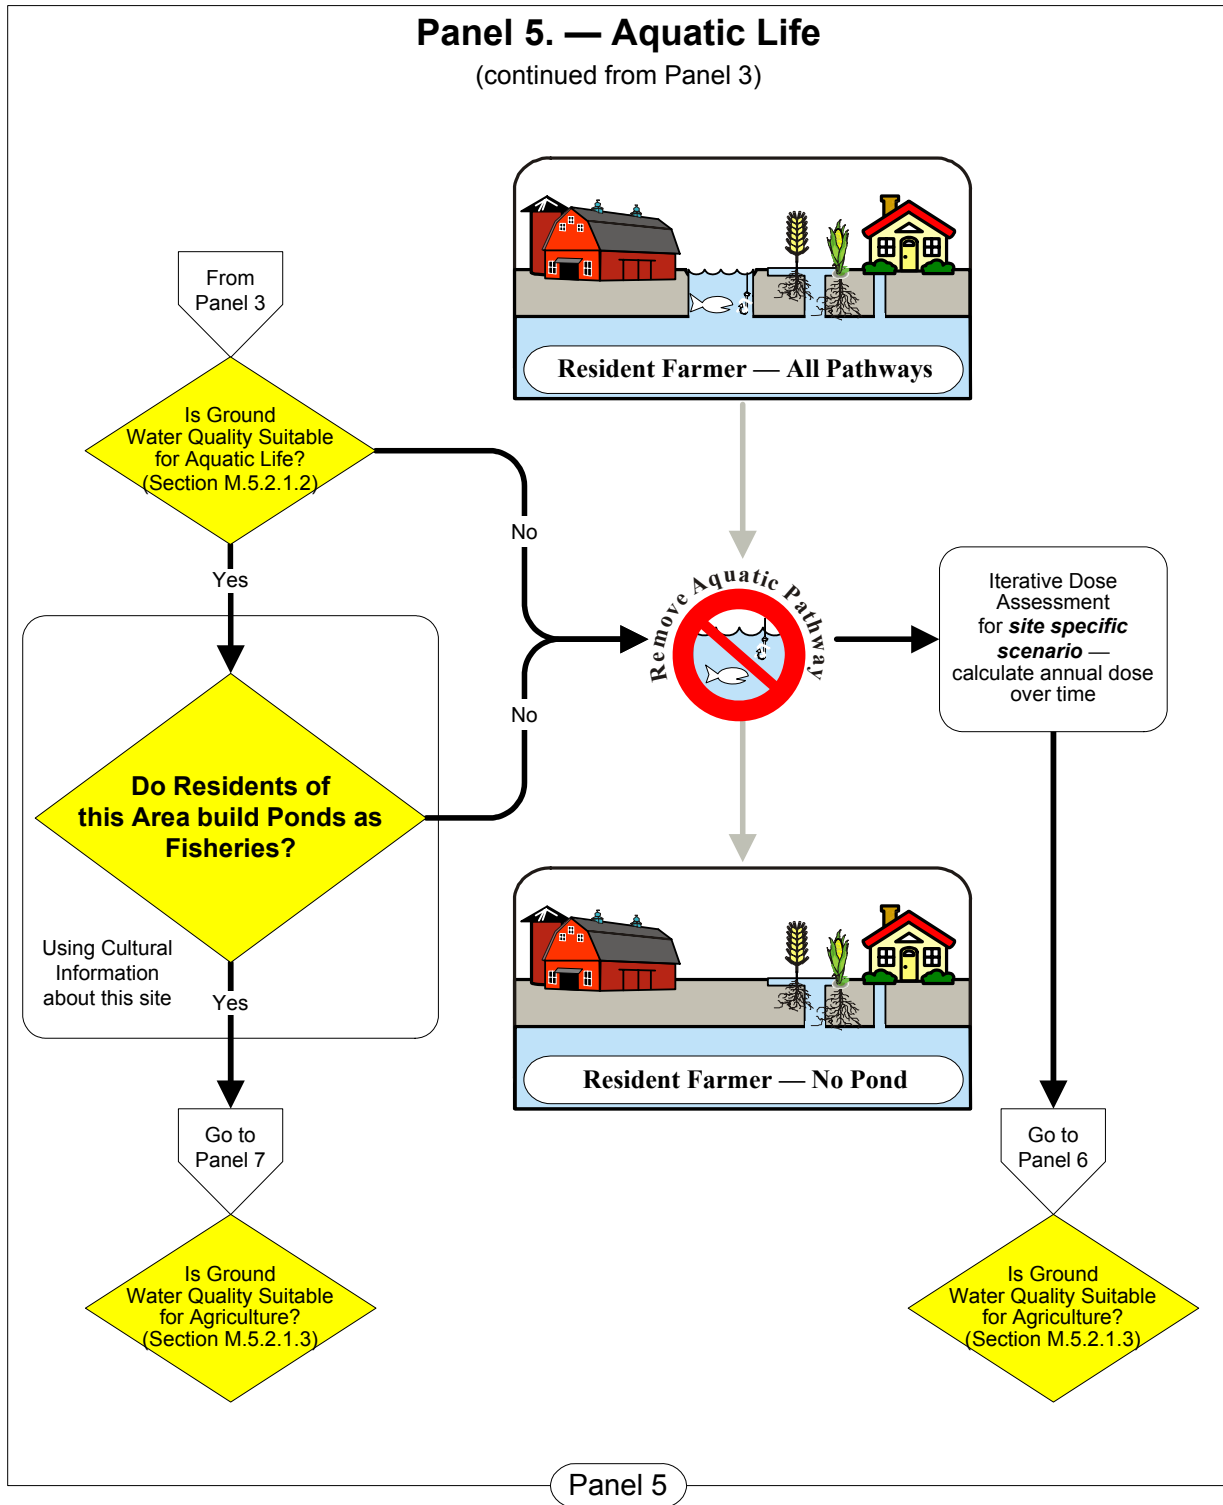 Panel 5. — Aquatic Life
(continued from Panel 3)
From
Panel 3
Is Ground
Water Quality Suitable
for Aquatic Life?
(Section M.5.2.1.2)
No
Yes
Resident Farmer — All Pathways
Remove Aquatic Pathway
Iterative Dose
Assessment
for site specific
scenario —
calculate annual dose
over time
No
Do Residents of
this Area build Ponds as
Fisheries?
Using Cultural
Information
about this site
Yes
Resident Farmer — No Pond
Go to
Panel 7
Is Ground
Water Quality Suitable
for Agriculture?
(Section M.5.2.1.3)
Go to
Panel 6
Is Ground
Water Quality Suitable
for Agriculture?
(Section M.5.2.1.3)
Panel 5